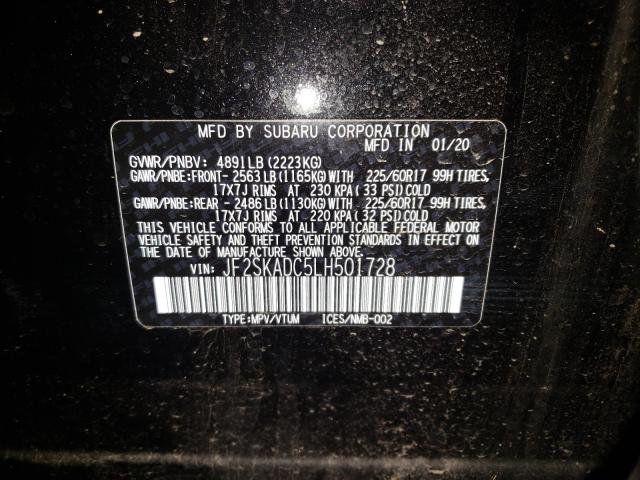 MFD BY SUBARU CORPORATION MFD IN 01/20
GVWR/PNBV: 4891LB(2223KG)
GAWR/PNBE:FRONT- 2563LB(1165KG)WITH 225/60R17 99H TIRES,
17X7J RIMS AT 230 KPA(33 PSI)COLD
GAWR/PNBE:REAR -2486LB(1130KG)WITH 225/60R17 99H TIRES,
17X7J RIMS AT 220 KPA(32 PSI)COLD
THIS VEHICLE CONFORMS TO ALL APPLICABLE FEDERAL MOTOR
VEHICLE SAFETY AND THEFT PREVENTION STANDARDS IN EFFECT
ON THE DATE OF MANUFACTURE SHOWN ABOVE.
VIN: JF2SKADC5LH501728
TYPE:MPV/VTUM ICES/NMB-002